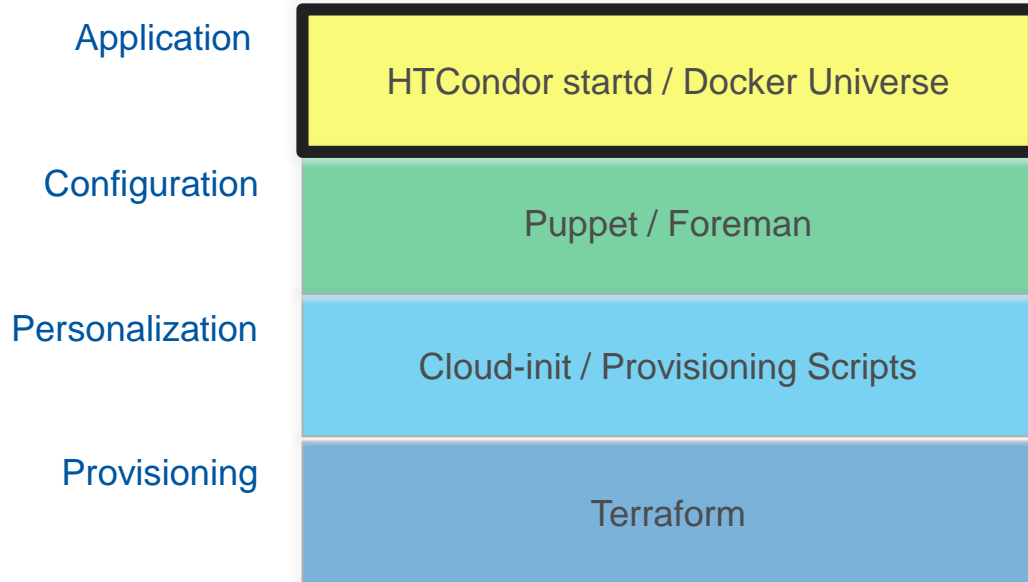 Application
HTCondor startd / Docker Universe
Configuration
Puppet / Foreman
Personalization
Cloud-init / Provisioning Scripts
Provisioning
Terraform